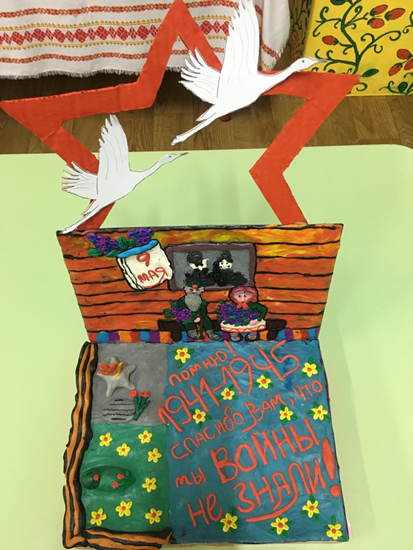 9
МАЯ
помню!
1941-1945
спасибо вам, что
мы войны
не знали!